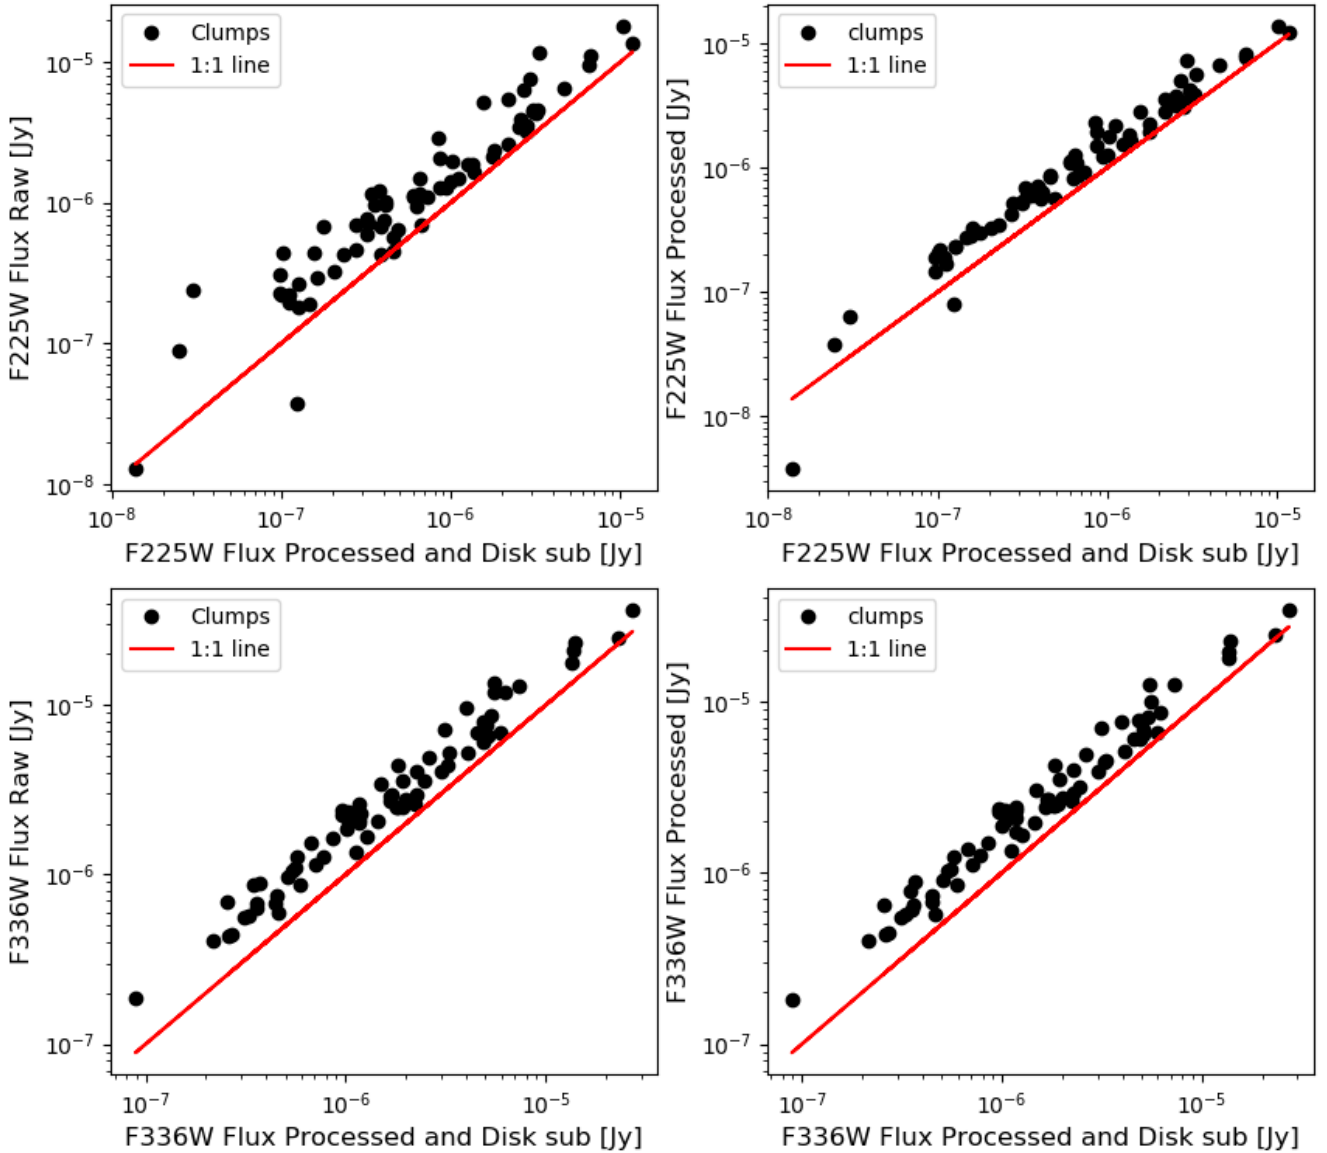 Clumps
1:1 line
10⁻⁵
10⁻⁶
10⁻⁷
10⁻⁸
F225W Flux Raw [Jy]
10⁻⁸
10⁻⁷
10⁻⁶
10⁻⁵
F225W Flux Processed and Disk sub [Jy]
clumps
1:1 line
10⁻⁵
10⁻⁶
10⁻⁷
10⁻⁸
F225W Flux Processed [Jy]
10⁻⁸
10⁻⁷
10⁻⁶
10⁻⁵
F225W Flux Processed and Disk sub [Jy]
Clumps
1:1 line
10⁻⁵
10⁻⁶
10⁻⁷
F336W Flux Raw [Jy]
10⁻⁷
10⁻⁶
10⁻⁵
F336W Flux Processed and Disk sub [Jy]
clumps
1:1 line
10⁻⁵
10⁻⁶
10⁻⁷
F336W Flux Processed [Jy]
10⁻⁷
10⁻⁶
10⁻⁵
F336W Flux Processed and Disk sub [Jy]